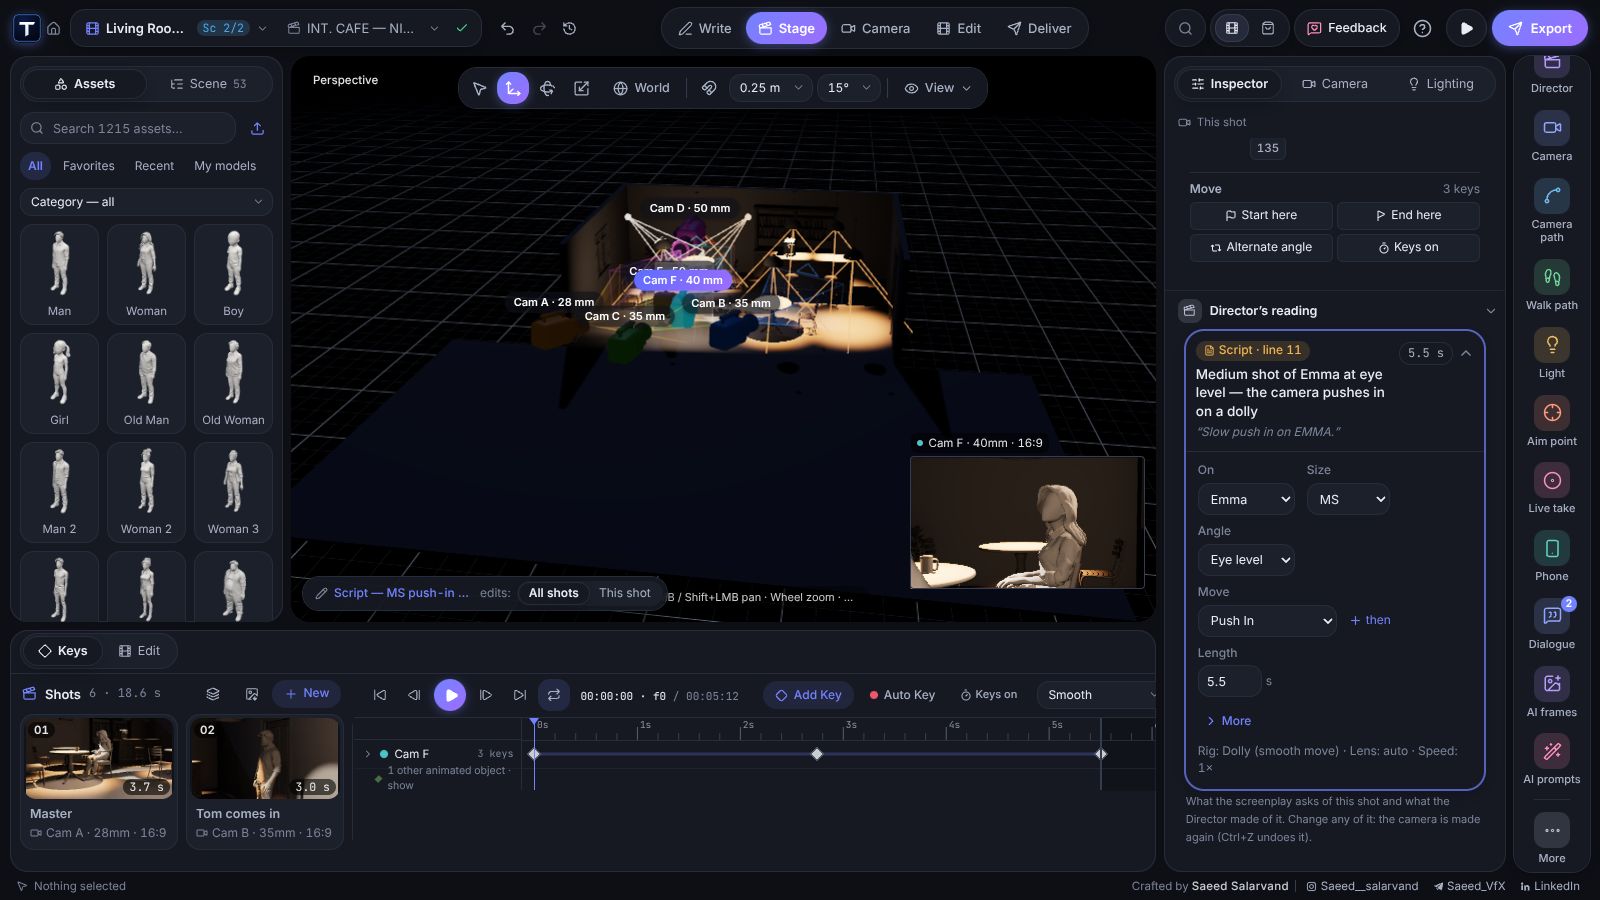 Living Roo... Sc 2/2 INT. CAFE — NI...
Write Stage Camera Edit Deliver
Feedback Export
Assets Scene 53
Search 1215 assets...
All Favorites Recent My models
Category — all
Man Woman Boy
Girl Old Man Old Woman
Man 2 Woman 2 Woman 3
Perspective
World 0.25 m 15° View
Cam D · 50 mm
Cam F · 40 mm
Cam A · 28 mm
Cam B · 35 mm
Cam C · 35 mm
Cam F · 40mm · 16:9
Script — MS push-in ... edits: All shots This shot
B / Shift+LMB pan · Wheel zoom · ...
Keys Edit
Shots 6 · 18.6 s New
00:00:00 · f0 / 00:05:12 Add Key Auto Key Keys on Smooth
0s 1s 2s 3s 4s 5s
01 3.7 s
Master
Cam A · 28mm · 16:9
02 3.0 s
Tom comes in
Cam B · 35mm · 16:9
Cam F 3 keys
1 other animated object ·
show
Inspector Camera Lighting
This shot
135
Move 3 keys
Start here End here
Alternate angle Keys on
Director's reading
Script · line 11 5.5 s
Medium shot of Emma at eye
level — the camera pushes in
on a dolly
“Slow push in on EMMA.”
On Size
Emma MS
Angle
Eye level
Move
Push In + then
Length
5.5 s
More
Rig: Dolly (smooth move) · Lens: auto · Speed:
1×
What the screenplay asks of this shot and what the
Director made of it. Change any of it: the camera is made
again (Ctrl+Z undoes it).
Director
Camera
Camera
path
Walk path
Light
Aim point
Live take
Phone
2
Dialogue
AI frames
AI prompts
More
Nothing selected
Crafted by Saeed Salarvand Saeed__salarvand Saeed_VfX LinkedIn